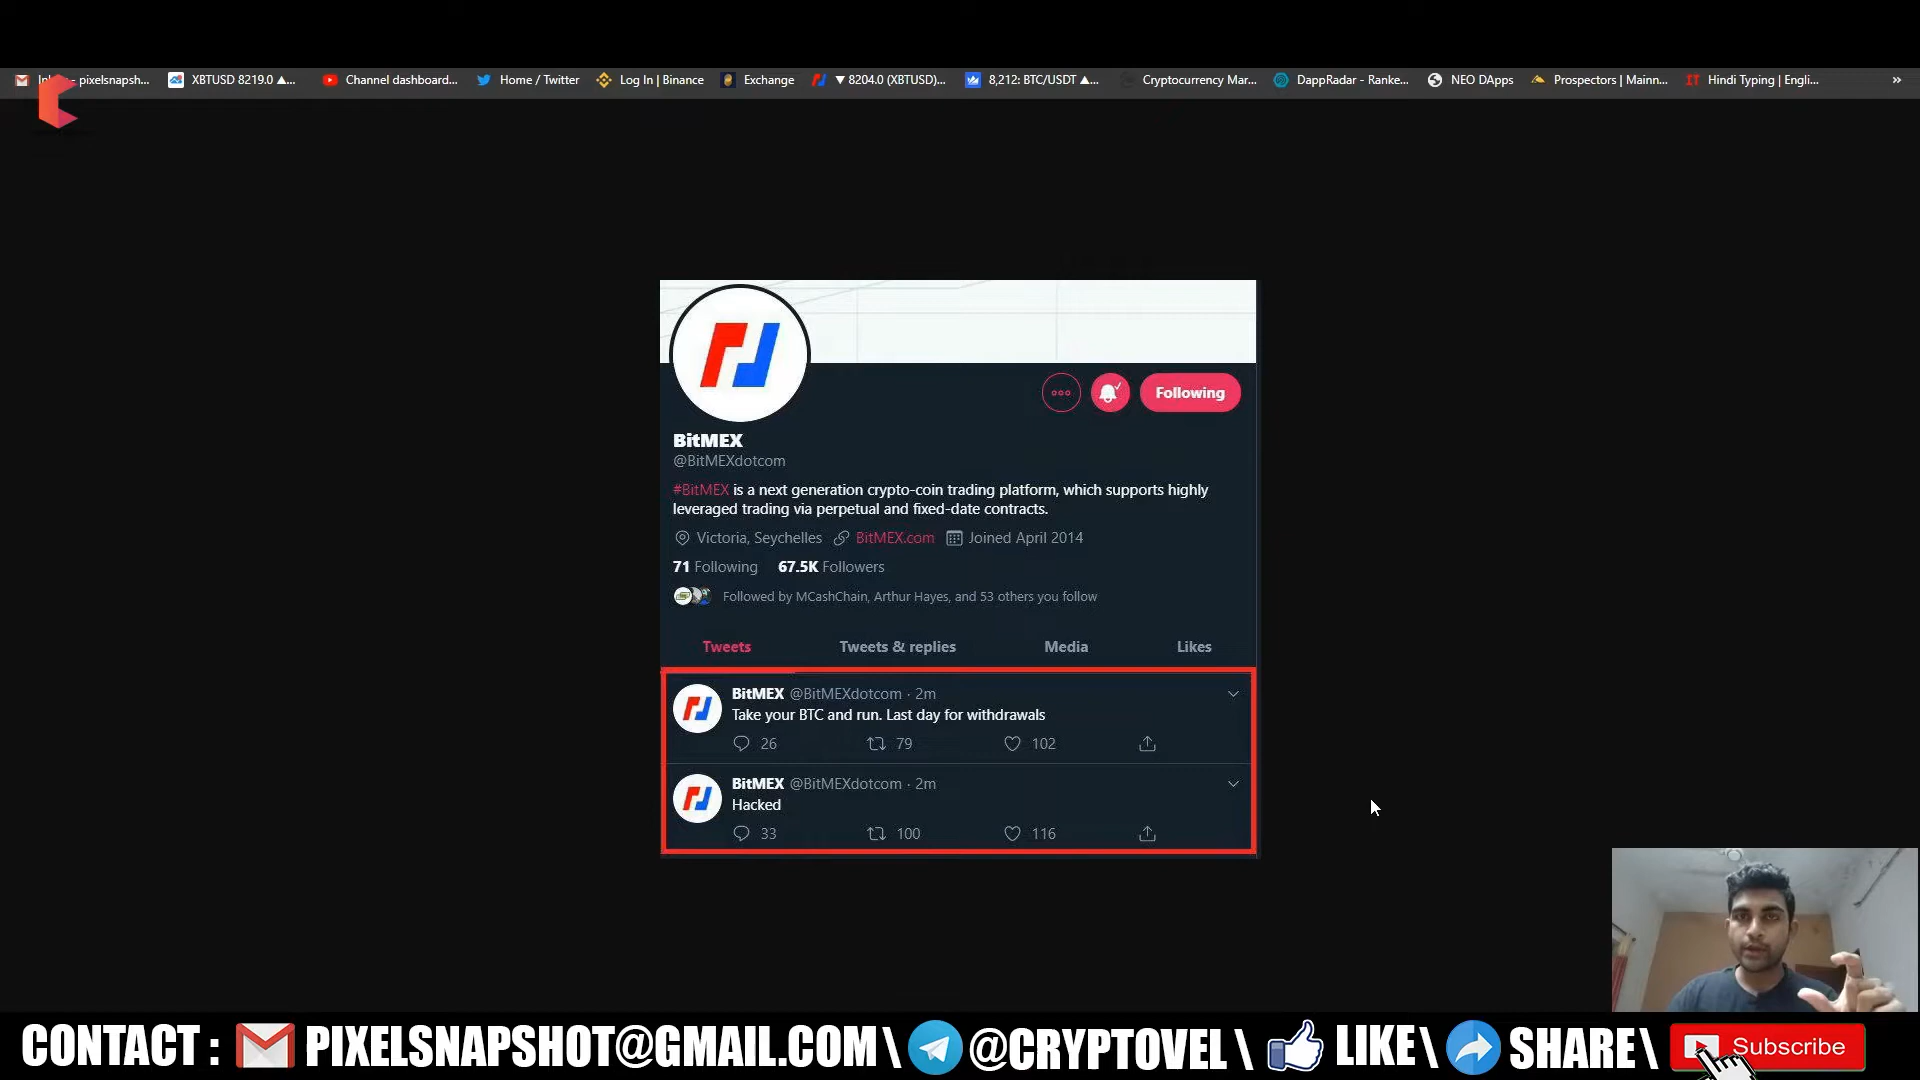 Inb - pixelsnapsh...
XBTUSD 8219.0 ▲...
Channel dashboard...
Home / Twitter
Log In | Binance
Exchange
▼ 8204.0 (XBTUSD)...
8,212: BTC/USDT ▲...
Cryptocurrency Mar...
DappRadar - Ranke...
NEO DApps
Prospectors | Mainn...
Hindi Typing | Engli...
»
Following
BitMEX
@BitMEXdotcom
#BitMEX is a next generation crypto-coin trading platform, which supports highly
leveraged trading via perpetual and fixed-date contracts.
Victoria, Seychelles BitMEX.com Joined April 2014
71 Following 67.5K Followers
Followed by MCashChain, Arthur Hayes, and 53 others you follow
Tweets Tweets & replies Media Likes
BitMEX @BitMEXdotcom · 2m
Take your BTC and run. Last day for withdrawals
26 79 102
BitMEX @BitMEXdotcom · 2m
Hacked
33 100 116
CONTACT : PIXELSNAPSHOT@GMAIL.COM \ @CRYPTOVEL \ LIKE \ SHARE \ Subscribe